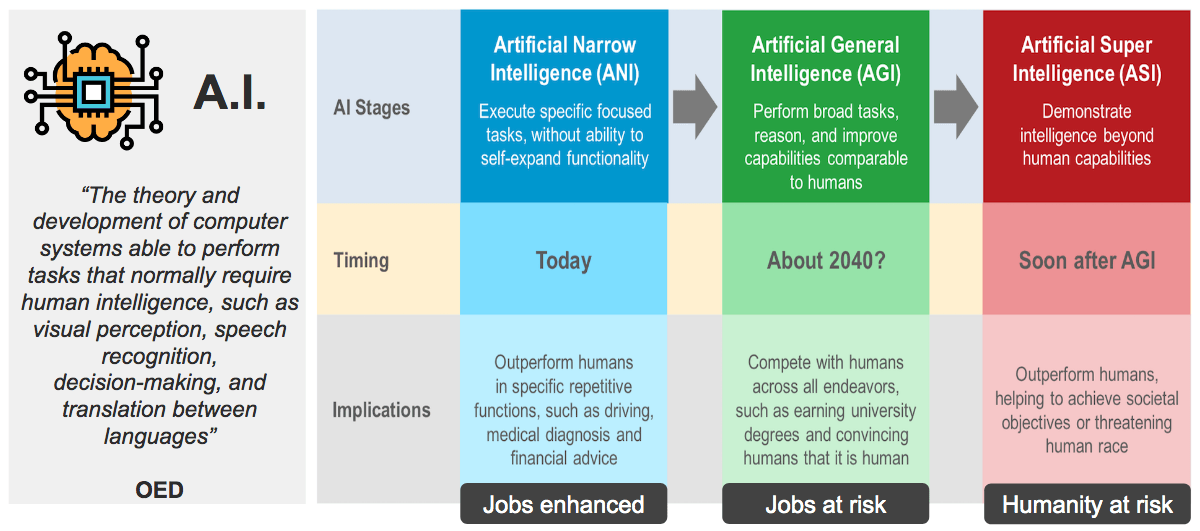 A.I.
“The theory and
development of computer
systems able to perform
tasks that normally require
human intelligence, such as
visual perception, speech
recognition,
decision-making, and
translation between
languages”
OED
AI Stages
Artificial Narrow
Intelligence (ANI)
Execute specific focused
tasks, without ability to
self-expand functionality
Artificial General
Intelligence (AGI)
Perform broad tasks,
reason, and improve
capabilities comparable
to humans
Artificial Super
Intelligence (ASI)
Demonstrate
intelligence beyond
human capabilities
Timing
Today
About 2040?
Soon after AGI
Implications
Outperform humans
in specific repetitive
functions, such as driving,
medical diagnosis and
financial advice
Compete with humans
across all endeavors,
such as earning university
degrees and convincing
humans that it is human
Outperform humans,
helping to achieve societal
objectives or threatening
human race
Jobs enhanced
Jobs at risk
Humanity at risk